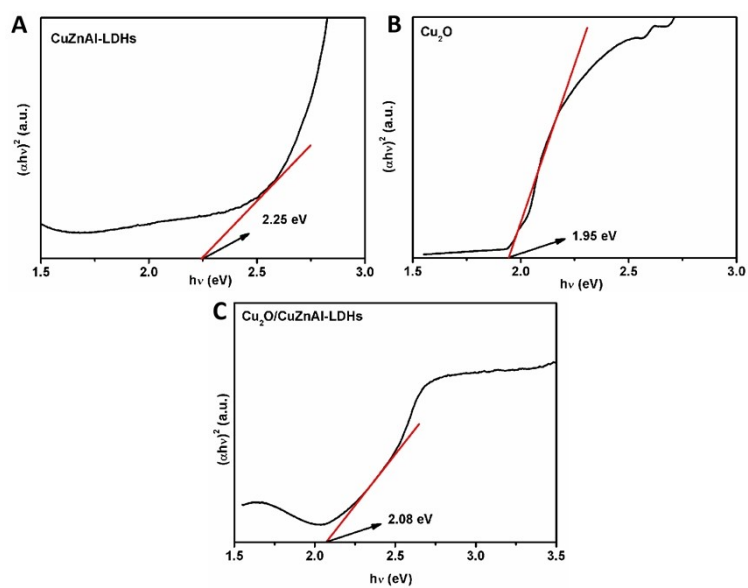 A
CuZnAl-LDHs
(αhν)² (a.u.)
2.25 eV
1.5 2.0 2.5 3.0
hν (eV)
B
Cu₂O
(αhν)² (a.u.)
1.95 eV
1.5 2.0 2.5 3.0
hν (eV)
C
Cu₂O/CuZnAl-LDHs
(αhν)² (a.u.)
2.08 eV
1.5 2.0 2.5 3.0 3.5
hν (eV)